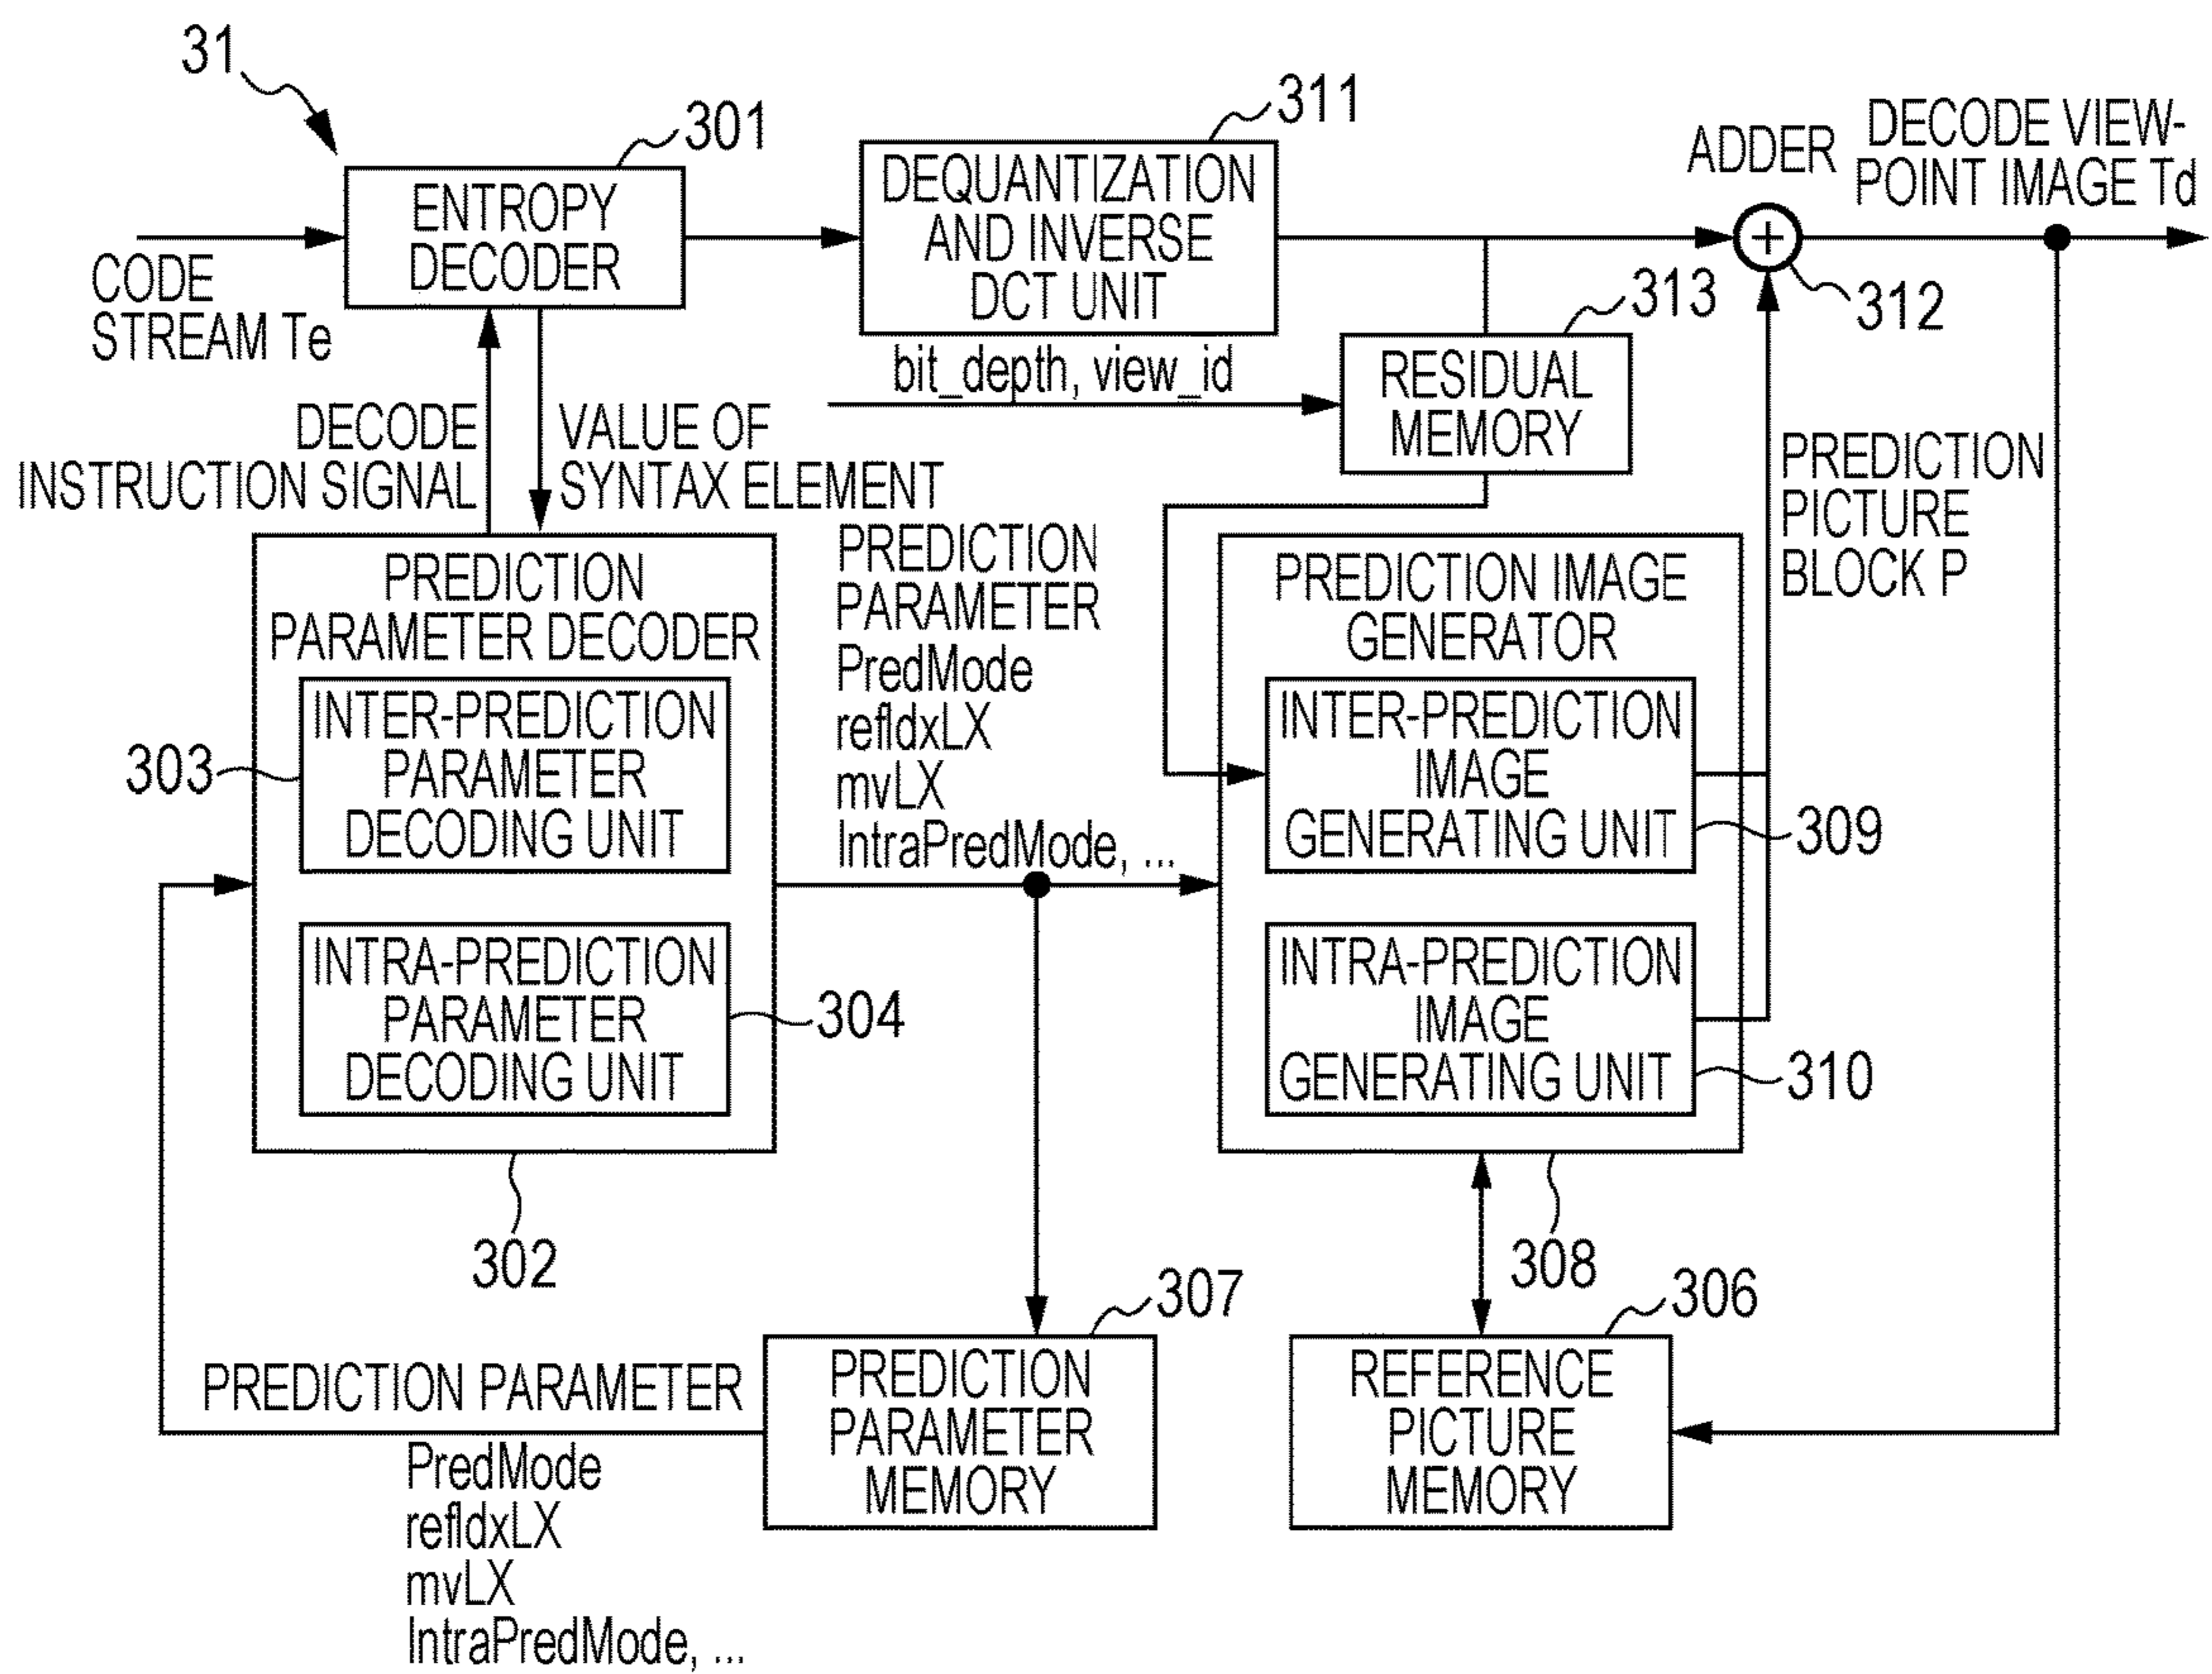 31
301
311
ENTROPY
DECODER
DEQUANTIZATION
AND INVERSE
DCT UNIT
ADDER
DECODE VIEW-
POINT IMAGE Td
+
312
313
CODE
STREAM Te
bit_depth, view_id
RESIDUAL
MEMORY
DECODE
INSTRUCTION SIGNAL
VALUE OF
SYNTAX ELEMENT
PREDICTION
PICTURE
BLOCK P
PREDICTION
PARAMETER DECODER
INTER-PREDICTION
PARAMETER
DECODING UNIT
303
INTRA-PREDICTION
PARAMETER
DECODING UNIT
304
302
PREDICTION
PARAMETER
PredMode
refIdxLX
mvLX
IntraPredMode, ...
PREDICTION IMAGE
GENERATOR
INTER-PREDICTION
IMAGE
GENERATING UNIT
309
INTRA-PREDICTION
IMAGE
GENERATING UNIT
310
308
307
306
PREDICTION PARAMETER
PredMode
refIdxLX
mvLX
IntraPredMode, ...
PREDICTION
PARAMETER
MEMORY
REFERENCE
PICTURE
MEMORY